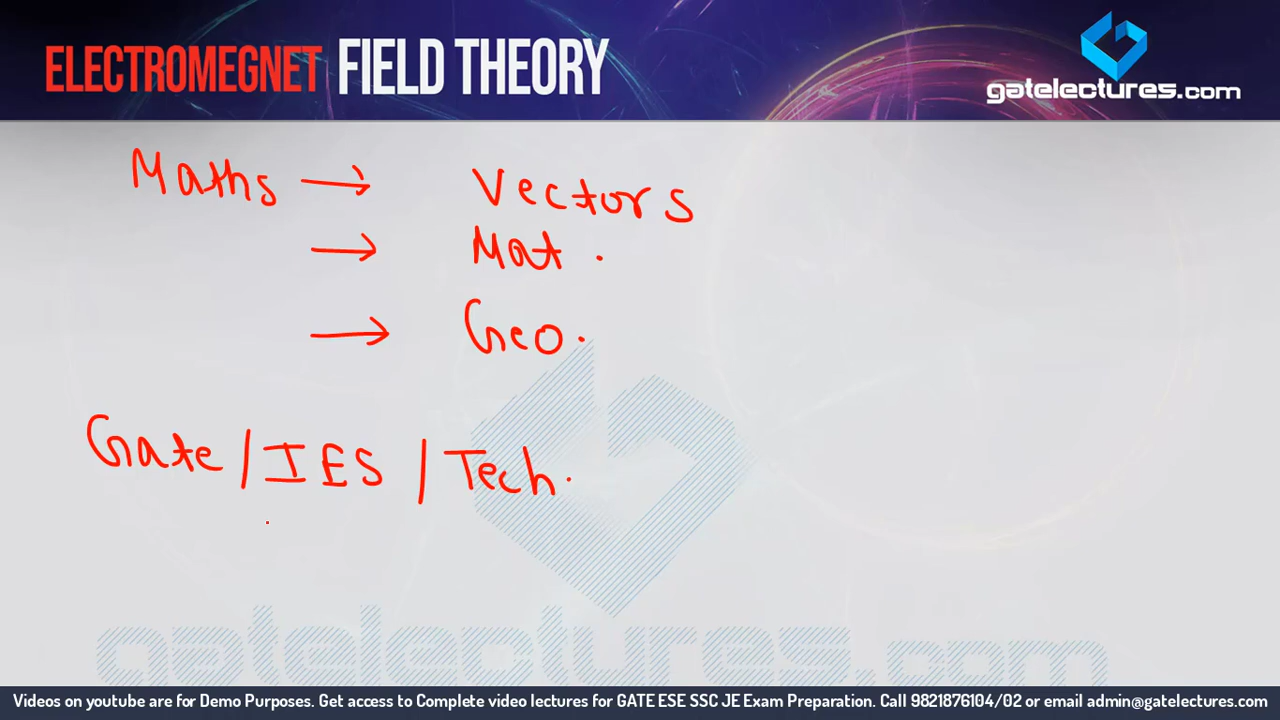 ELECTROMEGNET FIELD THEORY
gatelectures.com
Maths → Vectors
→ Mat .
→ Geo .
Gate / IES / Tech .
gatelectures.com
Videos on youtube are for Demo Purposes. Get access to Complete video lectures for GATE ESE SSC JE Exam Preparation. Call 9821876104/02 or email admin@gatelectures.com